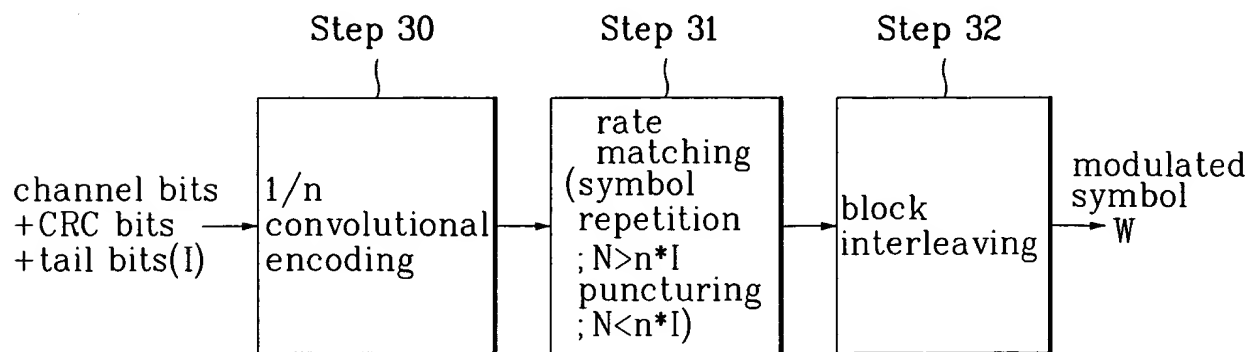 Step 30
Step 31
Step 32
channel bits
+CRC bits
+tail bits(I)
1/n
convolutional
encoding
rate
matching
(symbol
repetition
;N>n*I
puncturing
;N<n*I)
block
interleaving
modulated
symbol
W